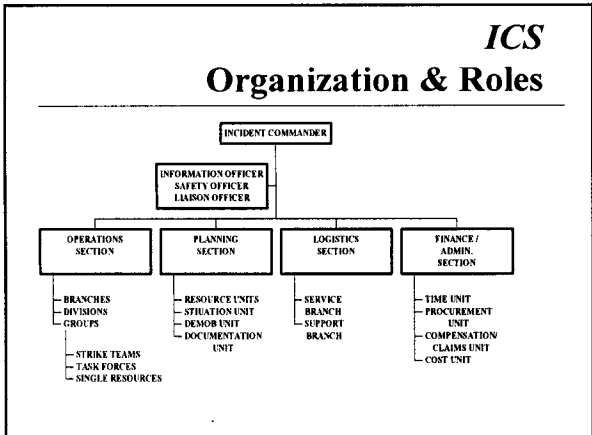 ICS
Organization & Roles
INCIDENT COMMANDER
INFORMATION OFFICER
SAFETY OFFICER
LIAISON OFFICER
OPERATIONS
SECTION
PLANNING
SECTION
LOGISTICS
SECTION
FINANCE /
ADMIN.
SECTION
BRANCHES
DIVISIONS
GROUPS
STRIKE TEAMS
TASK FORCES
SINGLE RESOURCES
RESOURCE UNITS
STIUATION UNIT
DEMOB UNIT
DOCUMENTATION
UNIT
SERVICE
BRANCH
SUPPORT
BRANCH
TIME UNIT
PROCUREMENT
UNIT
COMPENSATION/
CLAIMS UNIT
COST UNIT